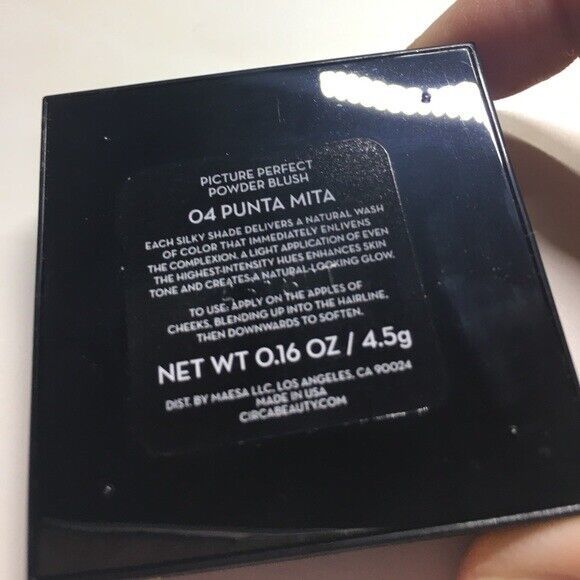 PICTURE PERFECT
POWDER BLUSH
04 PUNTA MITA
EACH SILKY SHADE DELIVERS A NATURAL WASH
OF COLOR THAT IMMEDIATELY ENLIVENS
THE COMPLEXION. A LIGHT APPLICATION OF EVEN
THE HIGHEST-INTENSITY HUES ENHANCES SKIN
TONE AND CREATES A NATURAL-LOOKING GLOW.
TO USE: APPLY ON THE APPLES OF
CHEEKS, BLENDING UP INTO THE HAIRLINE,
THEN DOWNWARDS TO SOFTEN.
NET WT 0.16 OZ / 4.5g
DIST. BY MAESA LLC, LOS ANGELES, CA 90024
MADE IN USA
CIRCABEAUTY.COM